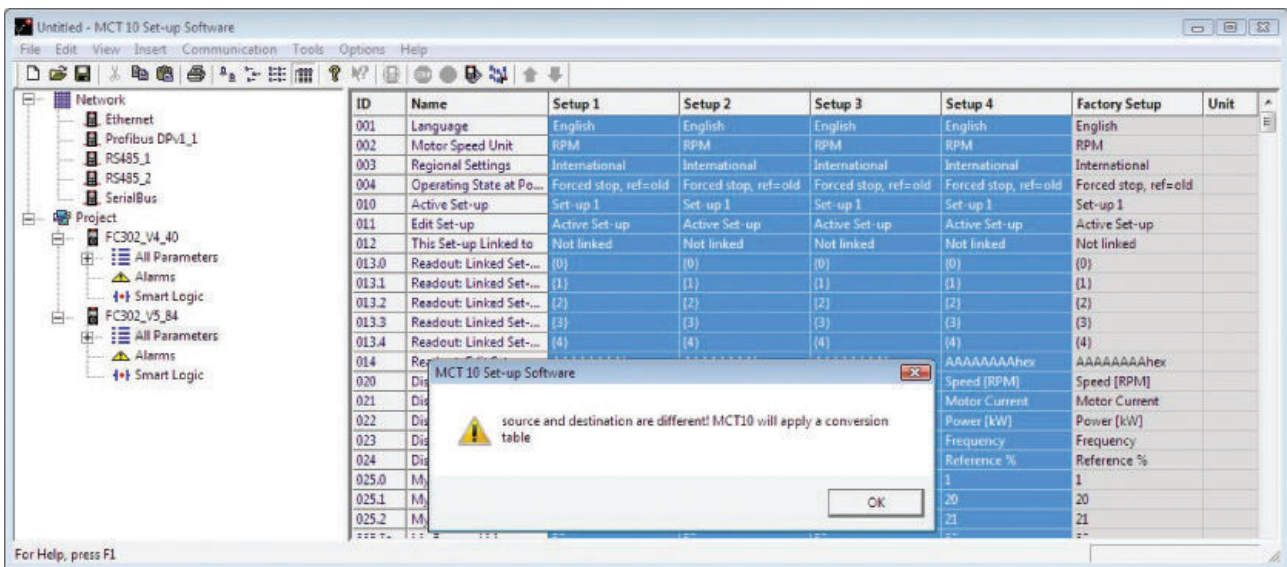 Untitled - MCT 10 Set-up Software
File Edit View Insert Communication Tools Options Help
Network
Ethernet
Profibus DPv1_1
RS485_1
RS485_2
SerialBus
Project
FC302_V4_40
All Parameters
Alarms
Smart Logic
FC302_V5_84
All Parameters
Alarms
Smart Logic
ID Name Setup 1 Setup 2 Setup 3 Setup 4 Factory Setup Unit
001 Language English English English English English
002 Motor Speed Unit RPM RPM RPM RPM RPM
003 Regional Settings International International International International International
004 Operating State at Po... Forced stop, ref=old Forced stop, ref=old Forced stop, ref=old Forced stop, ref=old Forced stop, ref=old
010 Active Set-up Set-up 1 Set-up 1 Set-up 1 Set-up 1 Set-up 1
011 Edit Set-up Active Set-up Active Set-up Active Set-up Active Set-up Active Set-up
012 This Set-up Linked to Not linked Not linked Not linked Not linked Not linked
013.0 Readout: Linked Set-... {0} {0} {0} {0} {0}
013.1 Readout: Linked Set-... {1} {1} {1} {1} {1}
013.2 Readout: Linked Set-... {2} {2} {2} {2} {2}
013.3 Readout: Linked Set-... {3} {3} {3} {3} {3}
013.4 Readout: Linked Set-... {4} {4} {4} {4} {4}
014 AAAAAAAAhex AAAAAAAAhex
020 Dis Speed [RPM] Speed [RPM]
021 Dis Motor Current Motor Current
022 Dis Power [kW] Power [kW]
023 Dis Frequency Frequency
024 Dis Reference % Reference %
025.0 My 1 1
025.1 My 20 20
025.2 My 21 21
MCT 10 Set-up Software
source and destination are different! MCT10 will apply a conversion
table
OK
For Help, press F1